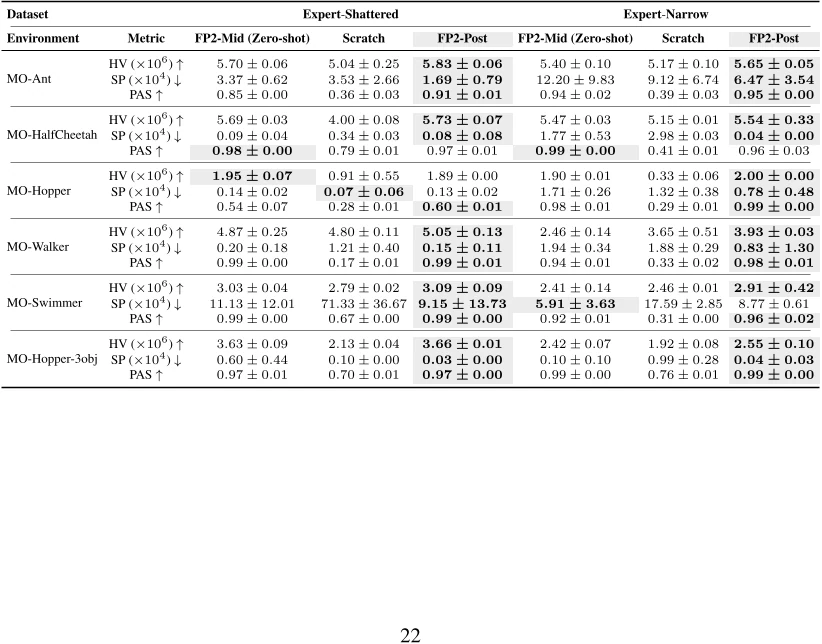 Dataset Expert-Shattered Expert-Narrow
Environment Metric FP2-Mid (Zero-shot) Scratch FP2-Post FP2-Mid (Zero-shot) Scratch FP2-Post
HV (×10⁶) ↑ 5.70 ± 0.06 5.04 ± 0.25 5.83 ± 0.06 5.40 ± 0.10 5.17 ± 0.10 5.65 ± 0.05
MO-Ant SP (×10⁴) ↓ 3.37 ± 0.62 3.53 ± 2.66 1.69 ± 0.79 12.20 ± 9.83 9.12 ± 6.74 6.47 ± 3.54
PAS ↑ 0.85 ± 0.00 0.36 ± 0.03 0.91 ± 0.01 0.94 ± 0.02 0.39 ± 0.03 0.95 ± 0.00
HV (×10⁶) ↑ 5.69 ± 0.03 4.00 ± 0.08 5.73 ± 0.07 5.47 ± 0.03 5.15 ± 0.01 5.54 ± 0.33
MO-HalfCheetah SP (×10⁴) ↓ 0.09 ± 0.04 0.34 ± 0.03 0.08 ± 0.08 1.77 ± 0.53 2.98 ± 0.03 0.04 ± 0.00
PAS ↑ 0.98 ± 0.00 0.79 ± 0.01 0.97 ± 0.01 0.99 ± 0.00 0.41 ± 0.01 0.96 ± 0.03
HV (×10⁶) ↑ 1.95 ± 0.07 0.91 ± 0.55 1.89 ± 0.00 1.90 ± 0.01 0.33 ± 0.06 2.00 ± 0.00
MO-Hopper SP (×10⁴) ↓ 0.14 ± 0.02 0.07 ± 0.06 0.13 ± 0.02 1.71 ± 0.26 1.32 ± 0.38 0.78 ± 0.48
PAS ↑ 0.54 ± 0.07 0.28 ± 0.01 0.60 ± 0.01 0.98 ± 0.01 0.29 ± 0.01 0.99 ± 0.00
HV (×10⁶) ↑ 4.87 ± 0.25 4.80 ± 0.11 5.05 ± 0.13 2.46 ± 0.14 3.65 ± 0.51 3.93 ± 0.03
MO-Walker SP (×10⁴) ↓ 0.20 ± 0.18 1.21 ± 0.40 0.15 ± 0.11 1.94 ± 0.34 1.88 ± 0.29 0.83 ± 1.30
PAS ↑ 0.99 ± 0.00 0.17 ± 0.01 0.99 ± 0.01 0.94 ± 0.01 0.33 ± 0.02 0.98 ± 0.01
HV (×10⁶) ↑ 3.03 ± 0.04 2.79 ± 0.02 3.09 ± 0.09 2.41 ± 0.14 2.46 ± 0.01 2.91 ± 0.42
MO-Swimmer SP (×10⁴) ↓ 11.13 ± 12.01 71.33 ± 36.67 9.15 ± 13.73 5.91 ± 3.63 17.59 ± 2.85 8.77 ± 0.61
PAS ↑ 0.99 ± 0.00 0.67 ± 0.00 0.99 ± 0.00 0.92 ± 0.01 0.31 ± 0.00 0.96 ± 0.02
HV (×10⁶) ↑ 3.63 ± 0.09 2.13 ± 0.04 3.66 ± 0.01 2.42 ± 0.07 1.92 ± 0.08 2.55 ± 0.10
MO-Hopper-3obj SP (×10⁴) ↓ 0.60 ± 0.44 0.10 ± 0.00 0.03 ± 0.00 0.10 ± 0.10 0.99 ± 0.28 0.04 ± 0.03
PAS ↑ 0.97 ± 0.01 0.70 ± 0.01 0.97 ± 0.00 0.99 ± 0.00 0.76 ± 0.01 0.99 ± 0.00
22